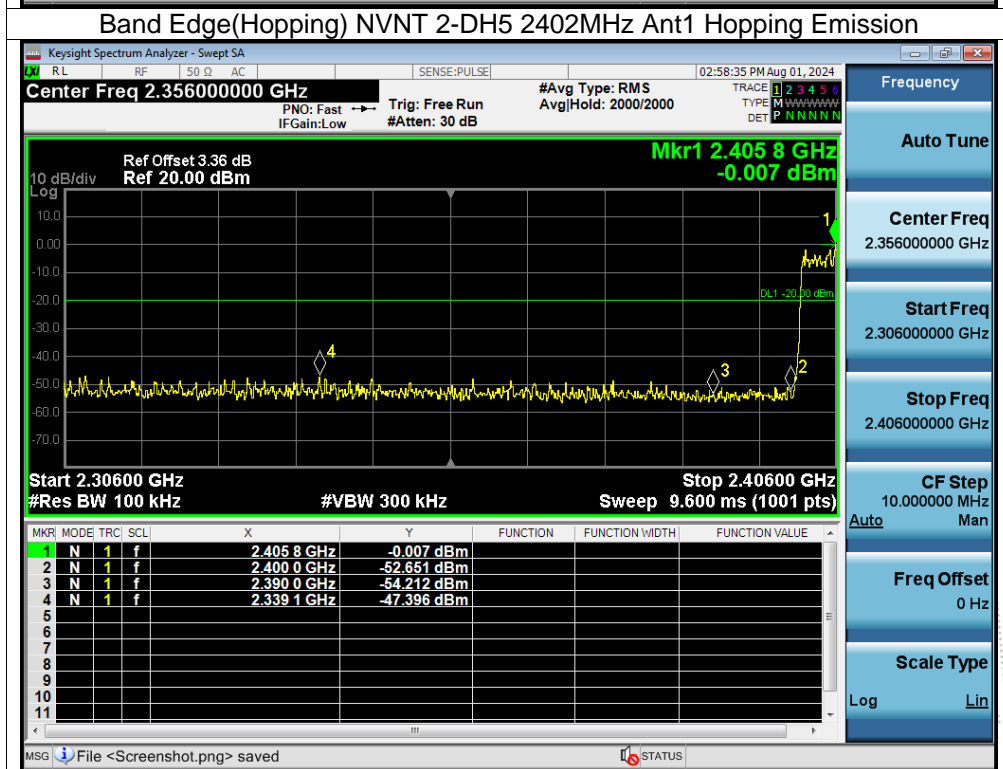 Band Edge(Hopping) NVNT 2-DH5 2402MHz Ant1 Hopping Emission
Keysight Spectrum Analyzer - Swept SA
LXI RL RF 50 Ω AC SENSE:PULSE 02:58:35 PM Aug 01, 2024
Center Freq 2.356000000 GHz #Avg Type: RMS TRACE 1 2 3 4 5 6
PNO: Fast Trig: Free Run Avg|Hold: 2000/2000 TYPE M WWWWW
IFGain:Low #Atten: 30 dB DET P N N N N N
Frequency
Auto Tune
Center Freq
2.356000000 GHz
Start Freq
2.306000000 GHz
Stop Freq
2.406000000 GHz
CF Step
10.000000 MHz
Auto Man
Freq Offset
0 Hz
Scale Type
Log Lin
Mkr1 2.405 8 GHz
-0.007 dBm
Ref Offset 3.36 dB
10 dB/div Ref 20.00 dBm
Log
10.0
0.00
-10.0
-20.0
-30.0
-40.0
-50.0
-60.0
-70.0
1
DL1 -20.00 dBm
4
3
2
Start 2.30600 GHz Stop 2.40600 GHz
#Res BW 100 kHz #VBW 300 kHz Sweep 9.600 ms (1001 pts)
MKR MODE TRC SCL X Y FUNCTION FUNCTION WIDTH FUNCTION VALUE
1 N 1 f 2.405 8 GHz -0.007 dBm
2 N 1 f 2.400 0 GHz -52.651 dBm
3 N 1 f 2.390 0 GHz -54.212 dBm
4 N 1 f 2.339 1 GHz -47.396 dBm
5
6
7
8
9
10
11
MSG File <Screenshot.png> saved STATUS